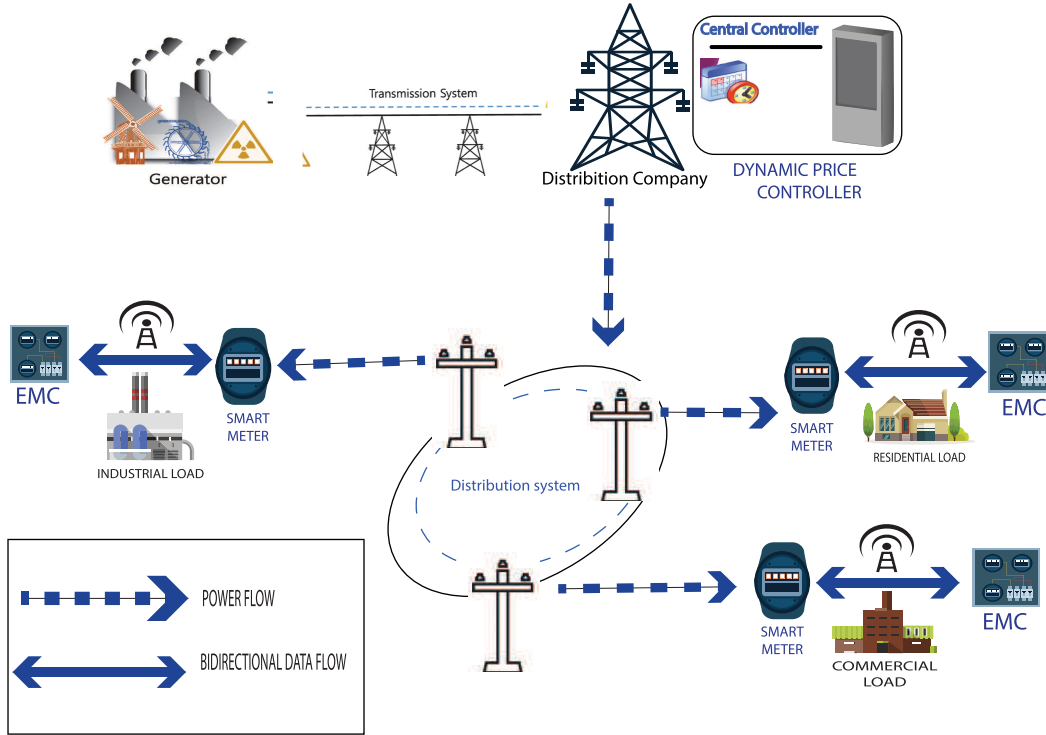 Central Controller
Transmission System
Generator
Distribition Company
DYNAMIC PRICE
CONTROLLER
EMC
SMART
METER
INDUSTRIAL LOAD
SMART
METER
RESIDENTIAL LOAD
EMC
Distribution system
POWER FLOW
BIDIRECTIONAL DATA FLOW
SMART
METER
COMMERCIAL
LOAD
EMC